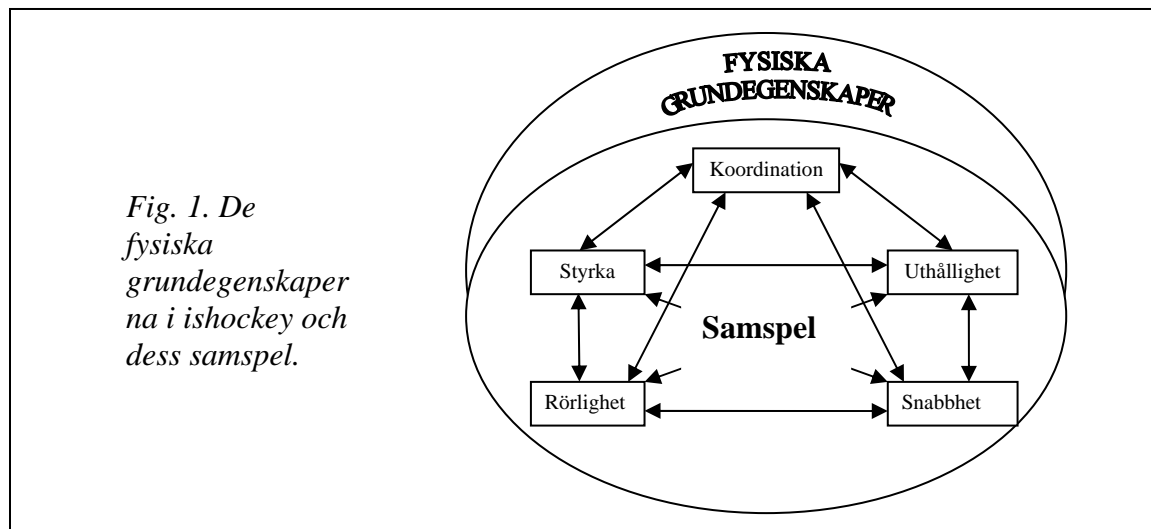 FYSISKA
GRUNDEGENSKAPER
Koordination
Fig. 1. De
fysiska
grundegenskaper
na i ishockey och
dess samspel.
Styrka
Uthållighet
Samspel
Rörlighet
Snabbhet